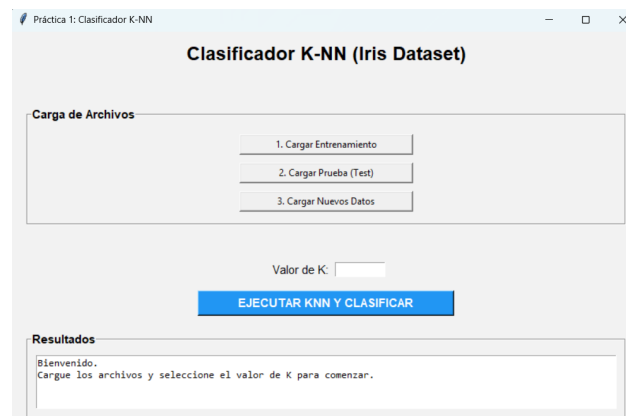 Práctica 1: Clasificador K-NN
Clasificador K-NN (Iris Dataset)
Carga de Archivos
1. Cargar Entrenamiento
2. Cargar Prueba (Test)
3. Cargar Nuevos Datos
Valor de K:
EJECUTAR KNN Y CLASIFICAR
Resultados
Bienvenido.
Cargue los archivos y seleccione el valor de K para comenzar.